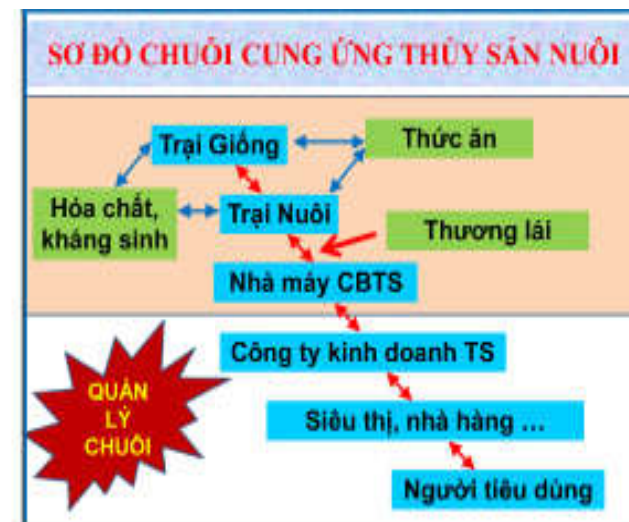 SƠ ĐỒ CHUỖI CUNG ỨNG THỦY SẢN NUÔI
Trại Giống
Thức ăn
Hóa chất,
kháng sinh
Trại Nuôi
Thương lái
Nhà máy CBTS
Công ty kinh doanh TS
QUẢN
LÝ
CHUỖI
Siêu thị, nhà hàng ...
Người tiêu dùng